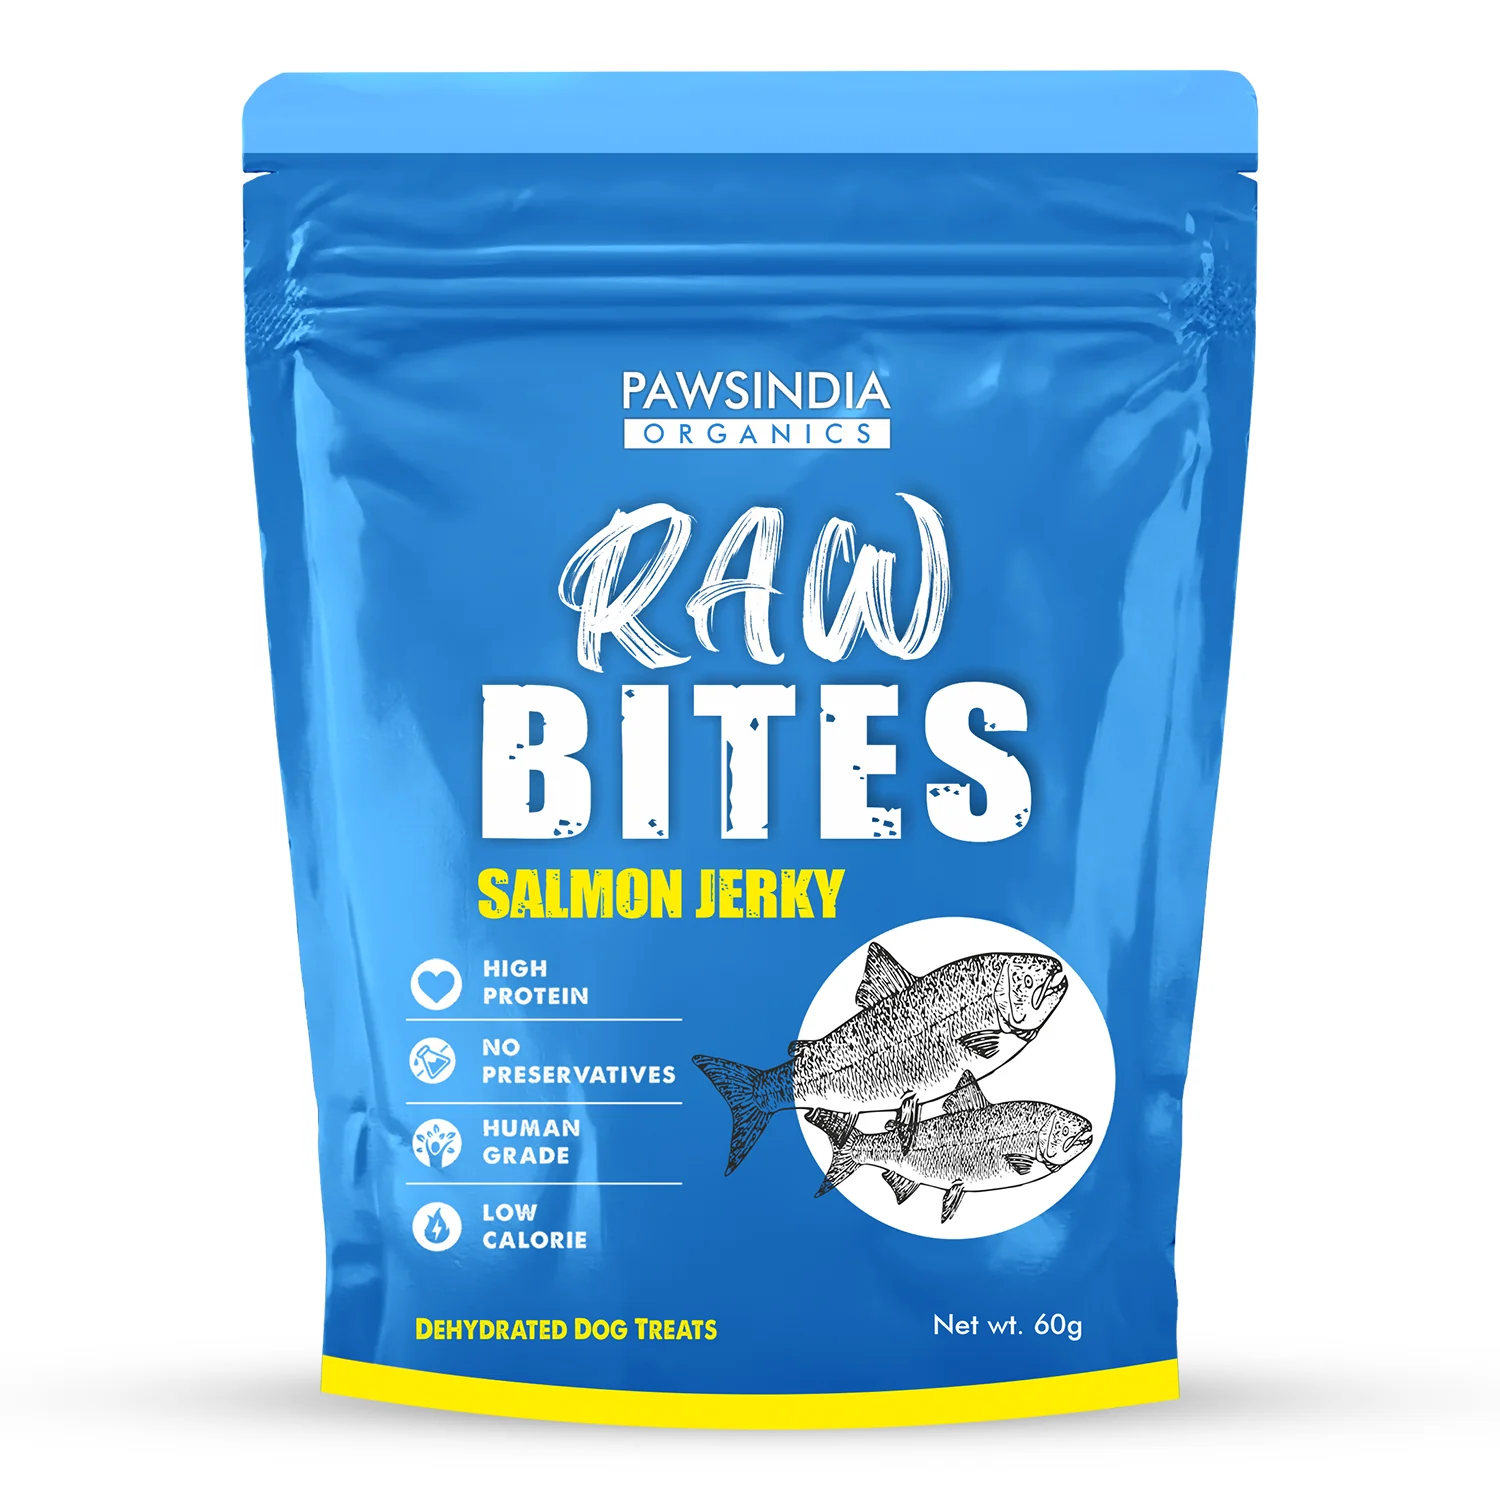 PAWSINDIA
ORGANICS
RAW
BITES
SALMON JERKY
HIGH
PROTEIN
NO
PRESERVATIVES
HUMAN
GRADE
LOW
CALORIE
DEHYDRATED DOG TREATS
Net wt. 60g